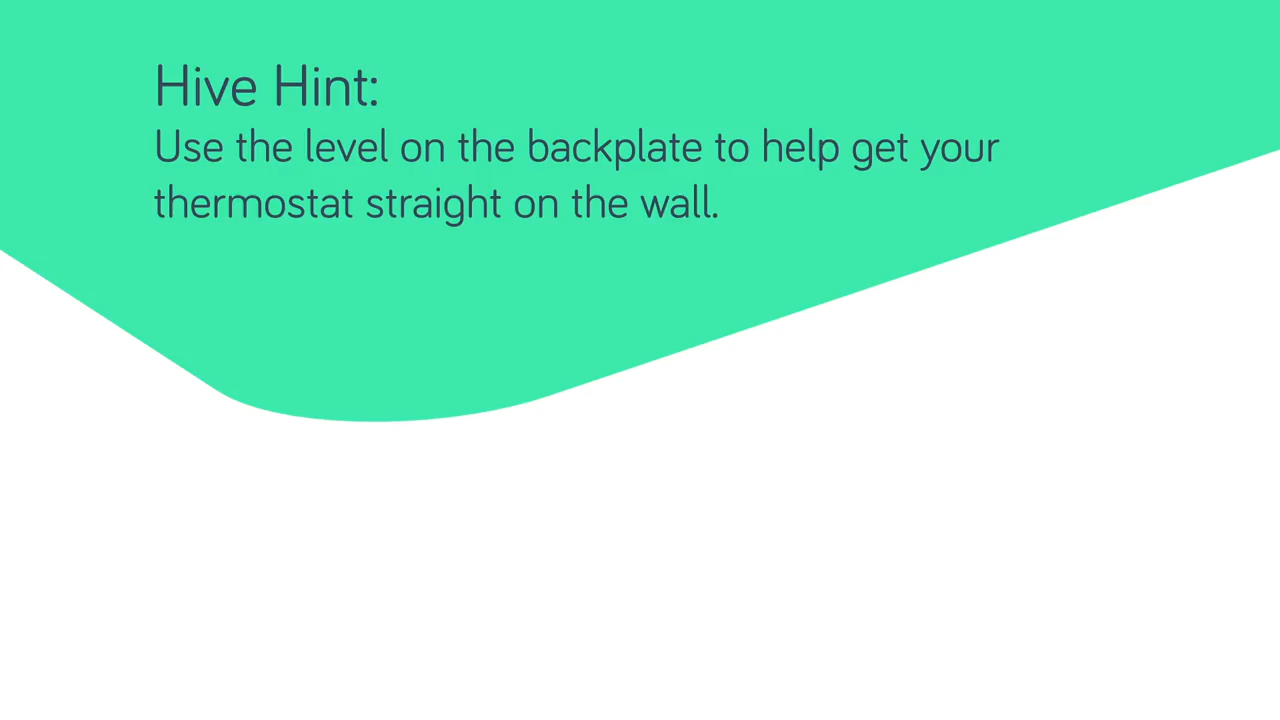 Hive Hint:
Use the level on the backplate to help get your
thermostat straight on the wall.